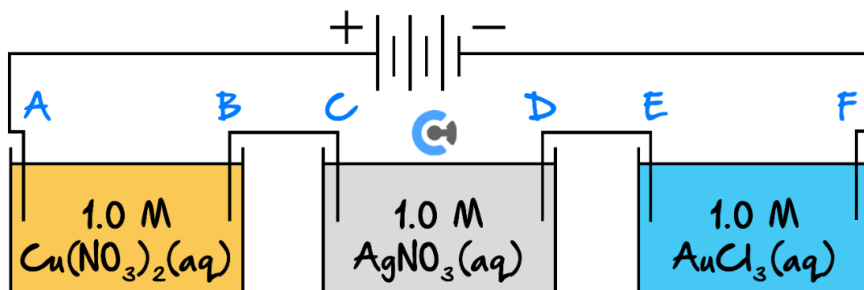 + −
A B C D E F
1.0 M
Cu(NO₃)₂(aq)
1.0 M
AgNO₃(aq)
1.0 M
AuCl₃(aq)